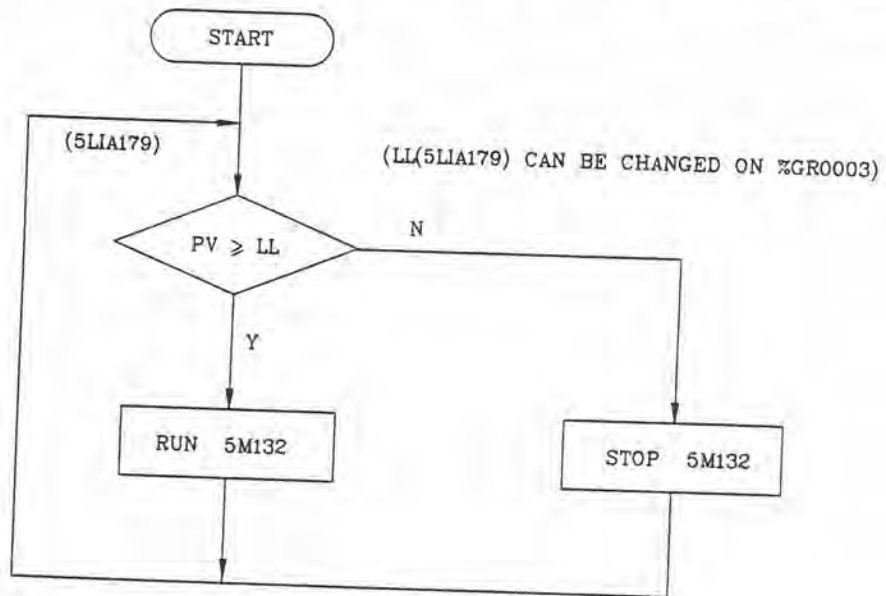 START
(5LIA179)
(LL(5LIA179) CAN BE CHANGED ON %GR0003)
PV ⩾ LL
N
Y
RUN 5M132
STOP 5M132